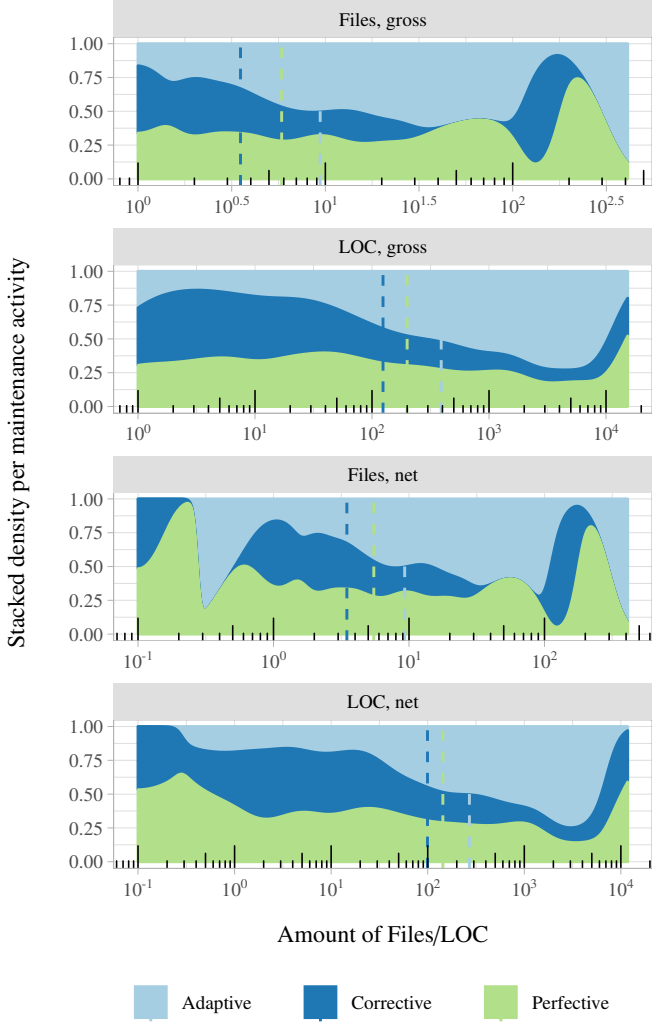 Files, gross
1.00
0.75
0.50
0.25
0.00
10^0 10^0.5 10^1 10^1.5 10^2 10^2.5
LOC, gross
1.00
0.75
0.50
0.25
0.00
10^0 10^1 10^2 10^3 10^4
Stacked density per maintenance activity
Files, net
1.00
0.75
0.50
0.25
0.00
10^-1 10^0 10^1 10^2
LOC, net
1.00
0.75
0.50
0.25
0.00
10^-1 10^0 10^1 10^2 10^3 10^4
Amount of Files/LOC
Adaptive Corrective Perfective